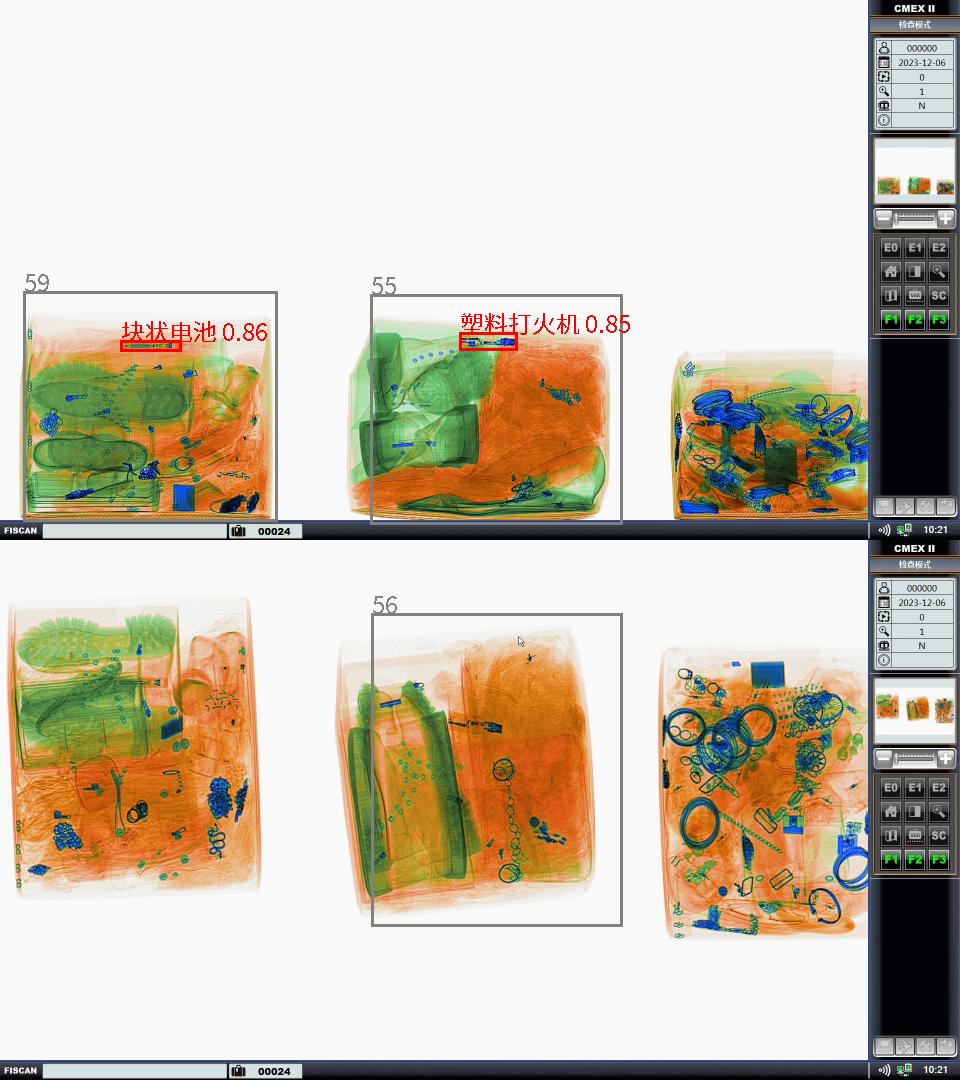 CMEX II
检查模式
000000
2023-12-06
0
1
N
E0 E1 E2
SC
F1 F2 F3
59
块状电池 0.86
55
塑料打火机 0.85
FISCAN
00024
10:21
CMEX II
检查模式
000000
2023-12-06
0
1
N
E0 E1 E2
VAR
SC
F1 F2 F3
56
FISCAN
00024
10:21